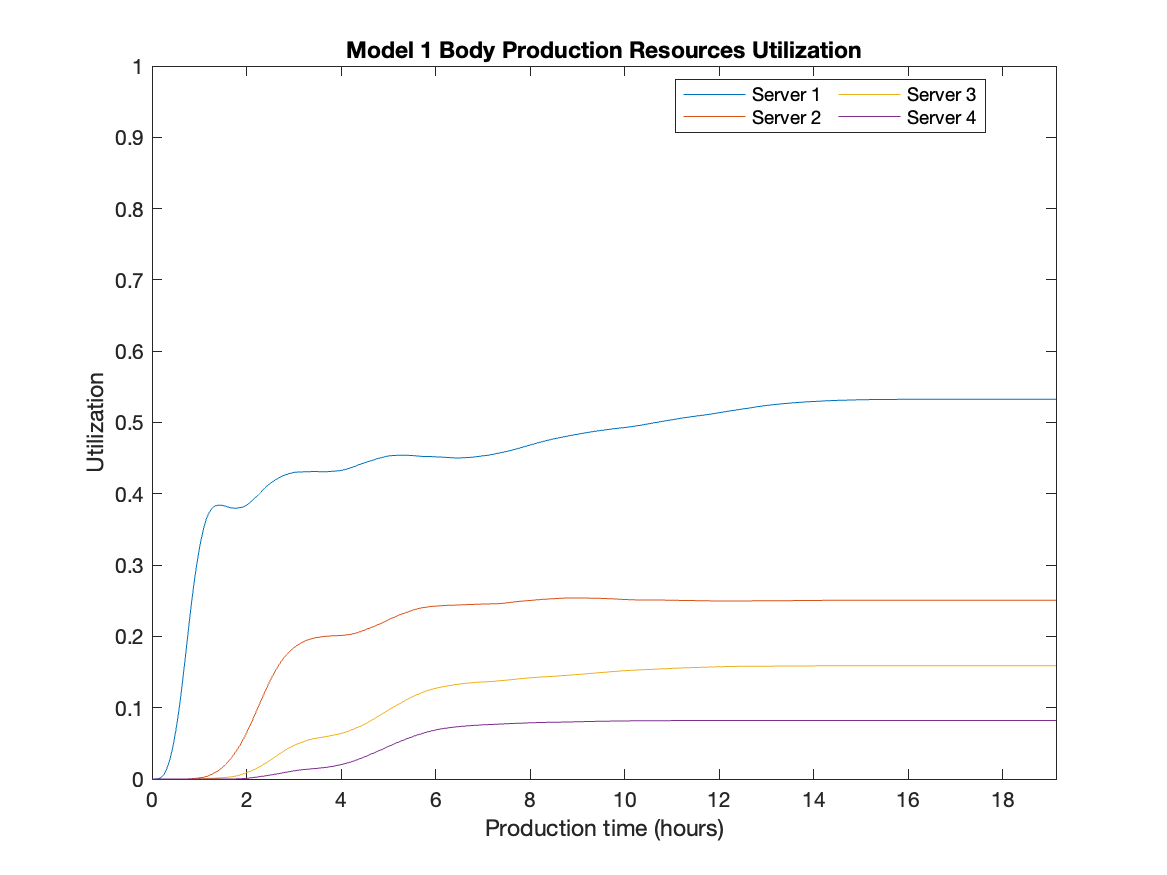 Model 1 Body Production Resources Utilization
Server 1 Server 3
Server 2 Server 4
1
0.9
0.8
0.7
0.6
0.5
0.4
0.3
0.2
0.1
0
Utilization
0 2 4 6 8 10 12 14 16 18
Production time (hours)